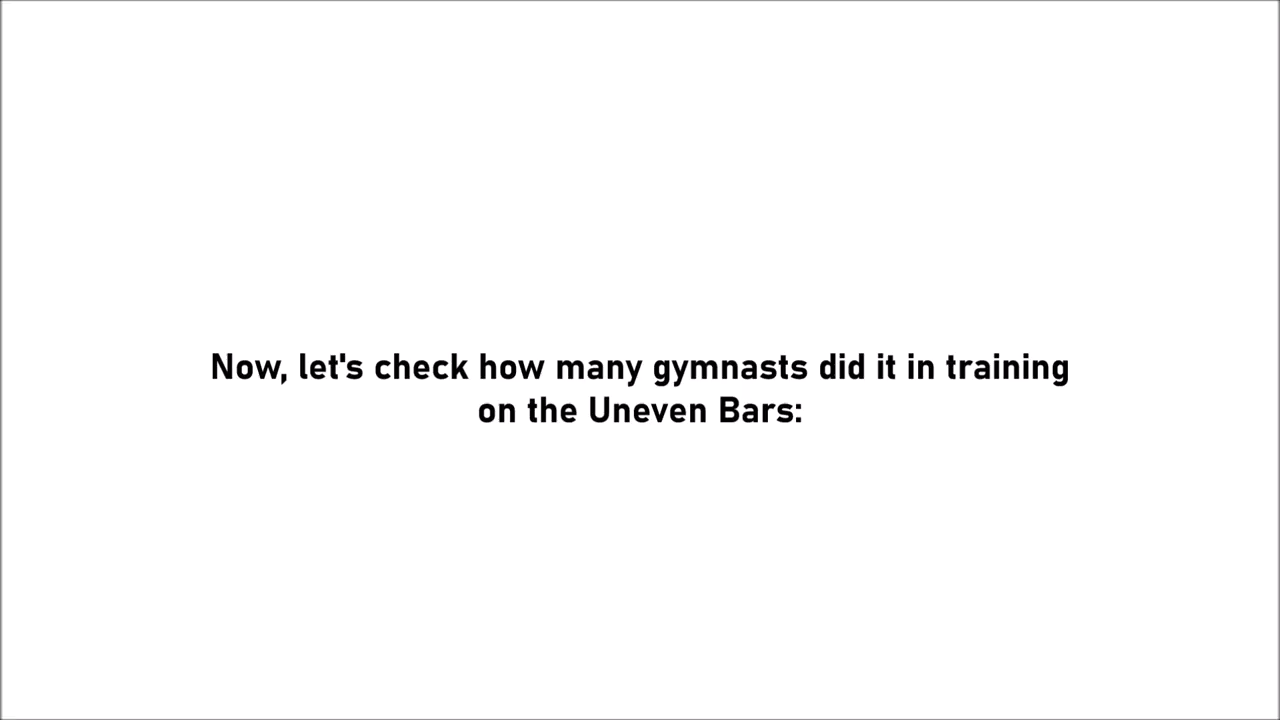 Now, let's check how many gymnasts did it in training
on the Uneven Bars: